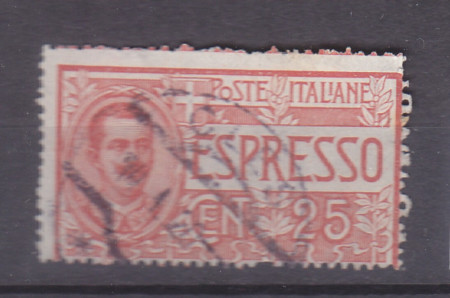 POSTE ITALIANE
ESPRESSO
CENT. 25